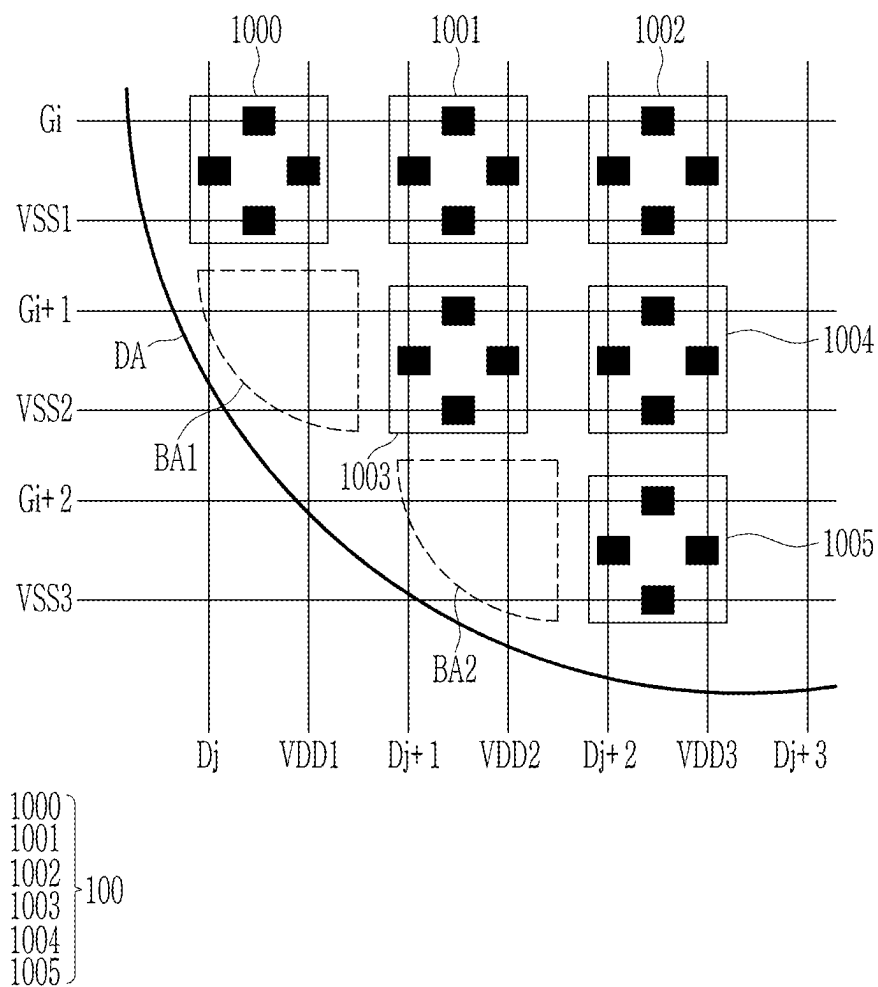 1000 1001 1002
Gi
VSS1
Gi+1
1004
DA
VSS2
BA1
1003
Gi+2
1005
VSS3
BA2
Dj VDD1 Dj+1 VDD2 Dj+2 VDD3 Dj+3
1000
1001
1002
1003
1004
1005
100